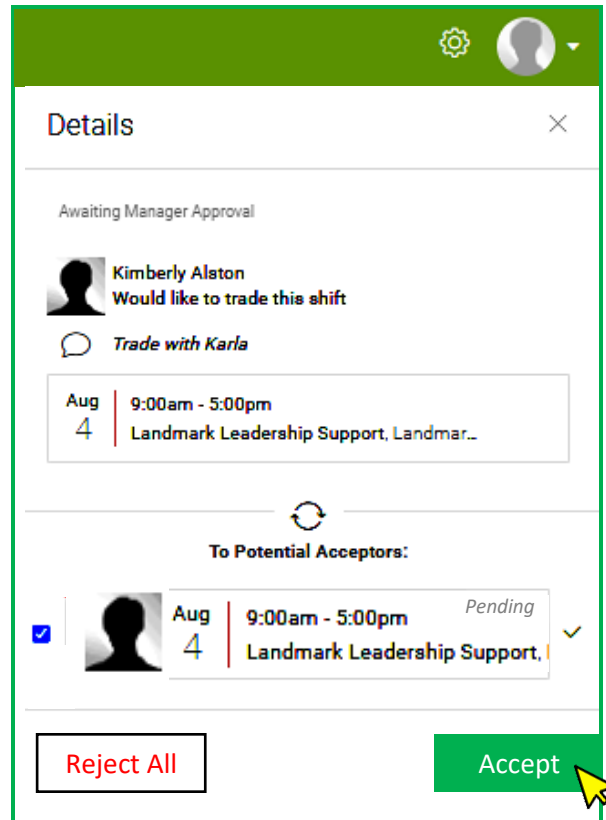 Details
Awaiting Manager Approval
Kimberly Alston
Would like to trade this shift
Trade with Karla
Aug
4
9:00am - 5:00pm
Landmark Leadership Support, Landmar...
To Potential Acceptors:
Aug
4
9:00am - 5:00pm
Pending
Landmark Leadership Support,
Reject All
Accept